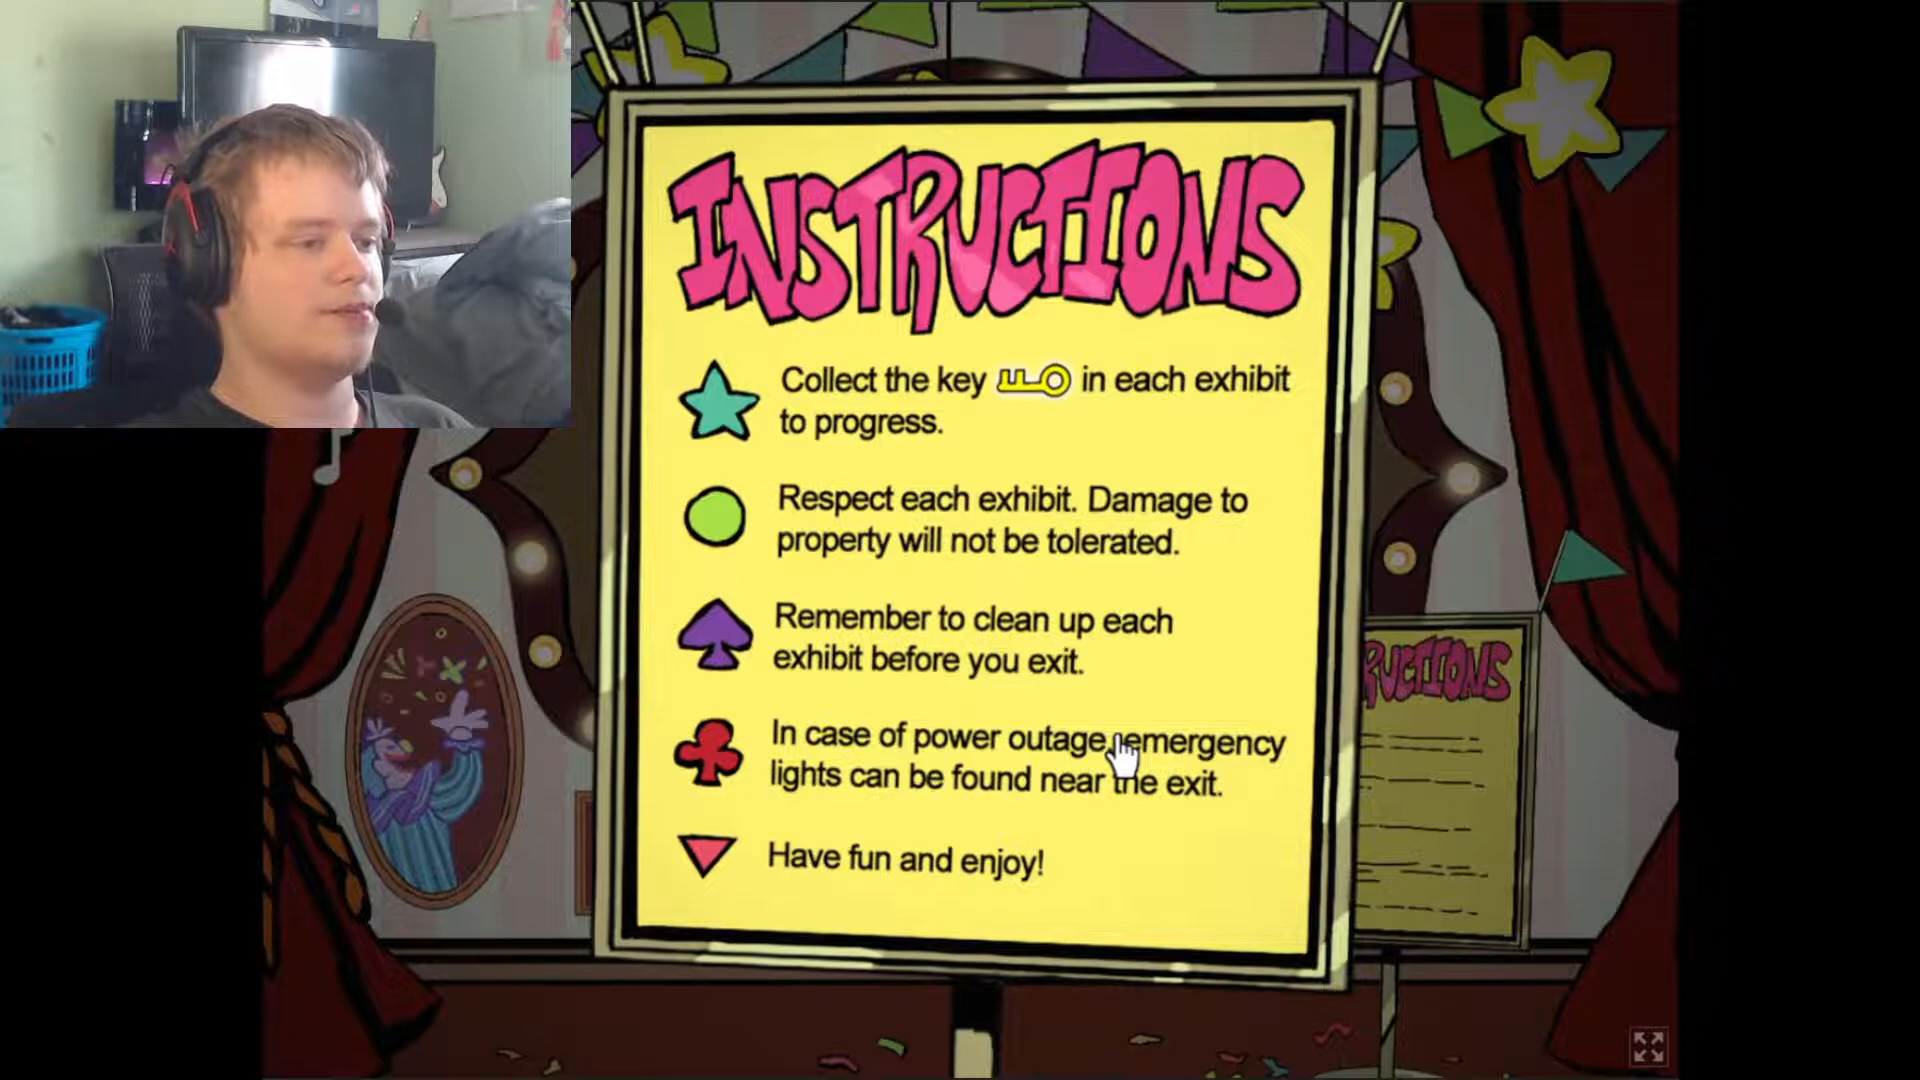 INSTRUCTIONS
Collect the key in each exhibit
to progress.
Respect each exhibit. Damage to
property will not be tolerated.
Remember to clean up each
exhibit before you exit.
In case of power outage, emergency
lights can be found near the exit.
Have fun and enjoy!
RUCTIONS